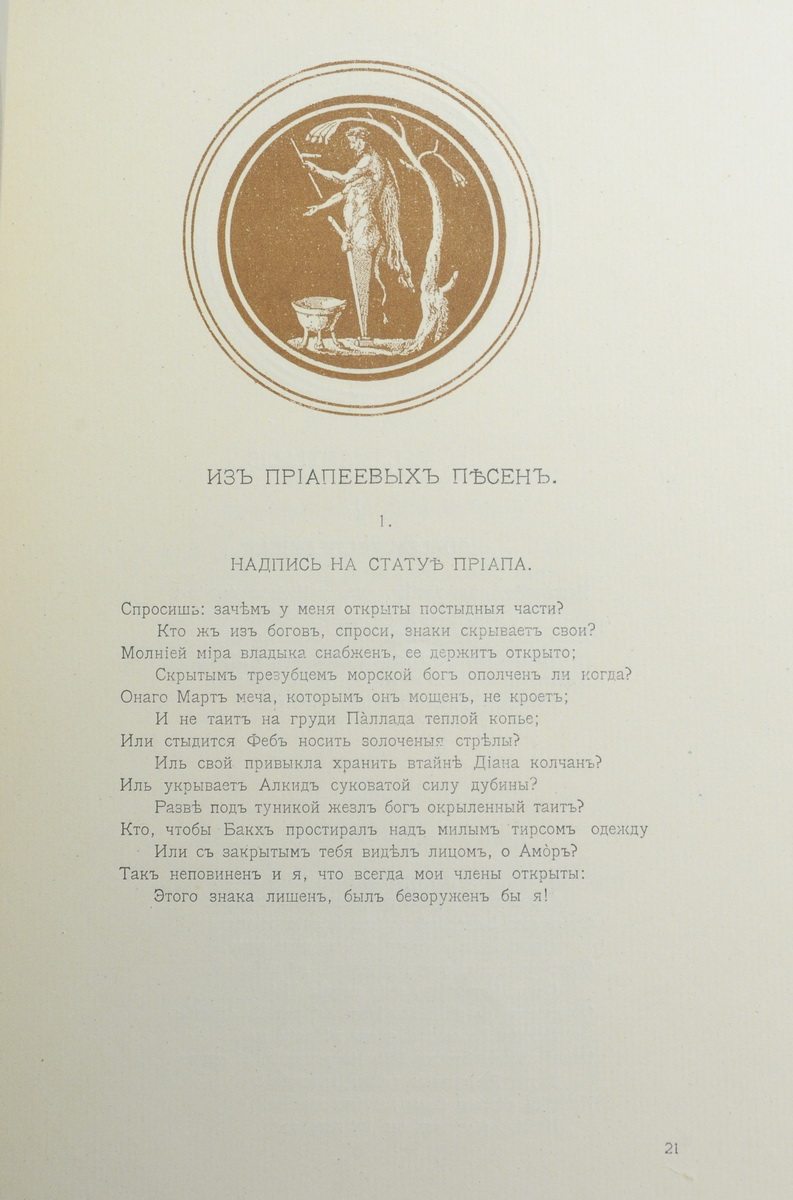 ИЗЪ ПРІАПЕЕВЫХЪ ПѢСЕНЪ.
1.
НАДПИСЬ НА СТАТУѢ ПРІАПА.
Спросишь: зачѣмъ у меня открыты постыдныя части?
Кто жъ изъ боговъ, спроси, знаки скрываетъ свои?
Молніей міра владыка снабженъ, ее держитъ открыто;
Скрытымъ трезубцемъ морской богъ ополченъ ли когда?
Онаго Мартъ меча, которымъ онъ мощенъ, не кроетъ;
И не таитъ на груди Па̀ллада теплой копье;
Или стыдится Фебъ носить золоченыя стрѣлы?
Иль свой привыкла хранить втайнѣ Діана колчанъ?
Иль укрываетъ Алкидъ суковатой силу дубины?
Развѣ подъ туникой жезлъ богъ окрыленный таитъ?
Кто, чтобы Бакхъ простиралъ надъ милымъ тирсомъ одежду
Или съ закрытымъ тебя видѣлъ лицомъ, о Амо̀ръ?
Такъ неповиненъ и я, что всегда мои члены открыты:
Этого знака лишенъ, былъ безоруженъ бы я!
21